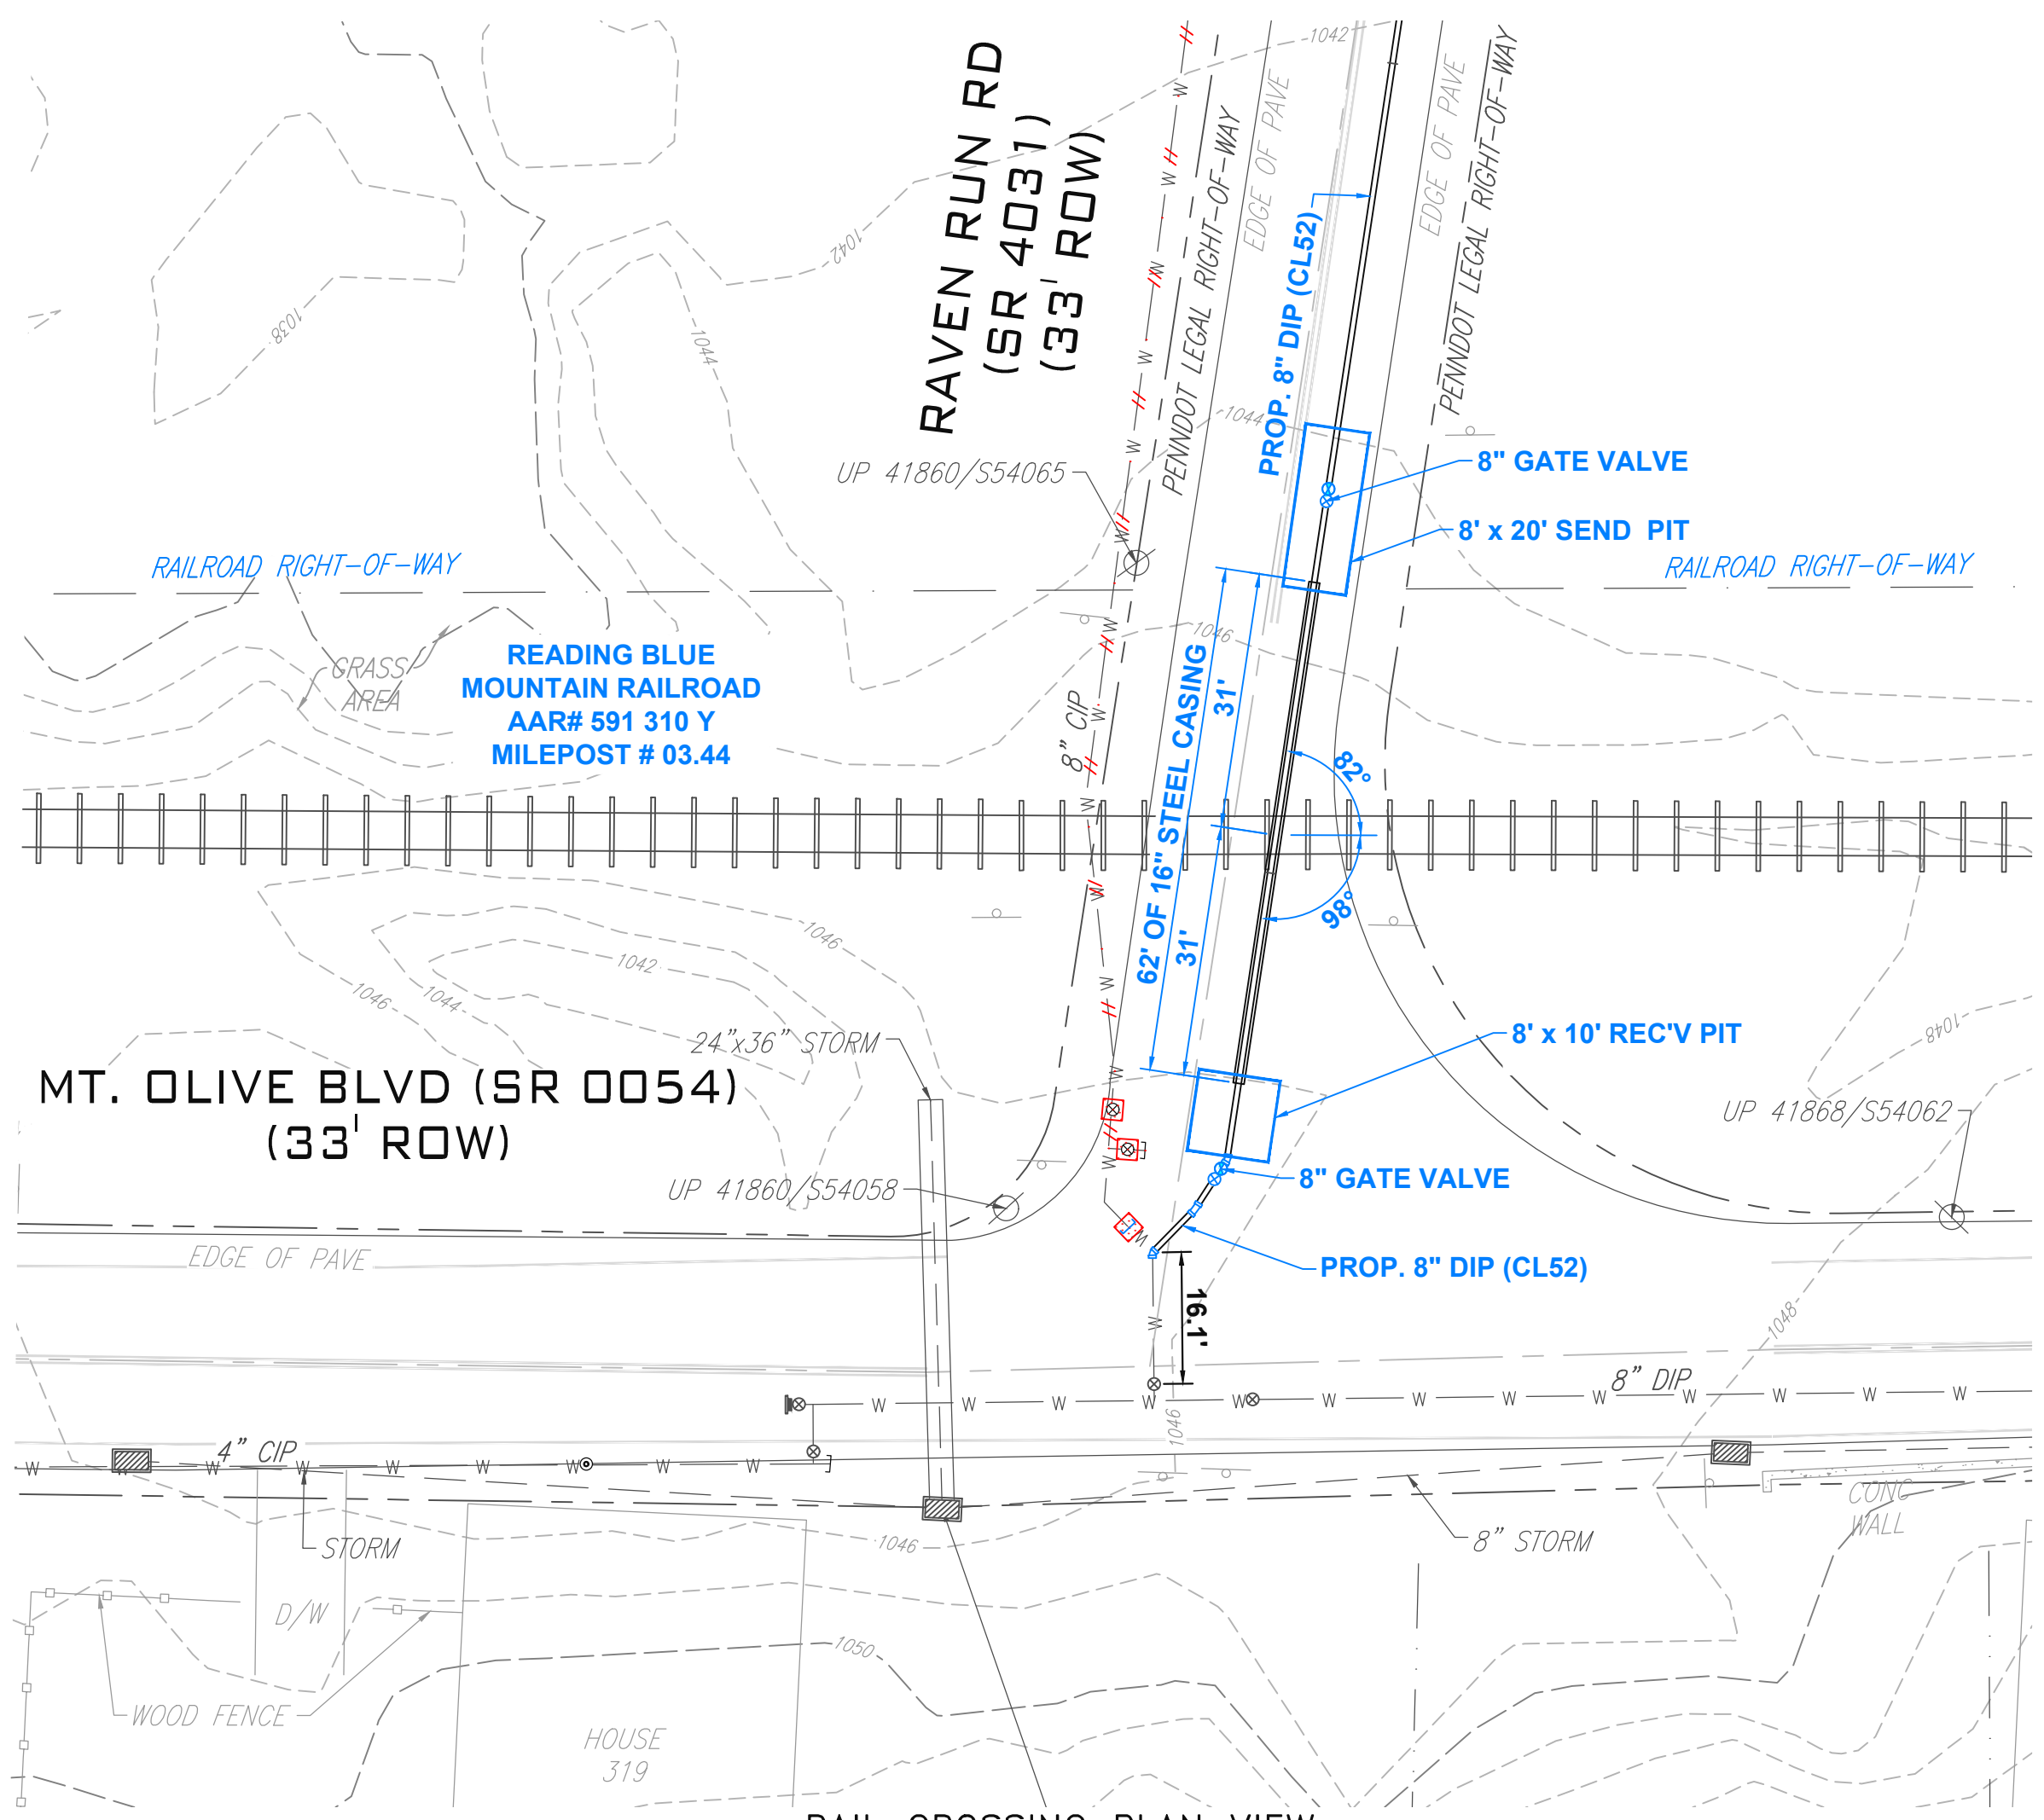 1042
RAVEN RUN RD
(SR 4031)
(33' ROW)
PENNDOT LEGAL RIGHT-OF-WAY
EDGE OF PAVE
EDGE OF PAVE
PENNDOT LEGAL RIGHT-OF-WAY
PROP. 8" DIP (CL52)
1042
1038
1044
1044
UP 41860/S54065
8" GATE VALVE
8' x 20' SEND PIT
RAILROAD RIGHT-OF-WAY
RAILROAD RIGHT-OF-WAY
1046
GRASS
AREA
READING BLUE
MOUNTAIN RAILROAD
AAR# 591 310 Y
MILEPOST # 03.44
8" CIP
62' OF 16" STEEL CASING
31'
31'
82°
98°
1046
1042
1046
1044
24"x36" STORM
8' x 10' REC'V PIT
1048
MT. OLIVE BLVD (SR 0054)
(33' ROW)
UP 41868/S54062
UP 41860/S54058
8" GATE VALVE
EDGE OF PAVE
PROP. 8" DIP (CL52)
16.1'
1048
8" DIP
W W W W W W W W W W W W
1046
4" CIP
W W W W W W W W W
CONC
WALL
STORM
1046
8" STORM
D/W
1050
WOOD FENCE
HOUSE
319
RAIL CROSSING PLAN VIEW